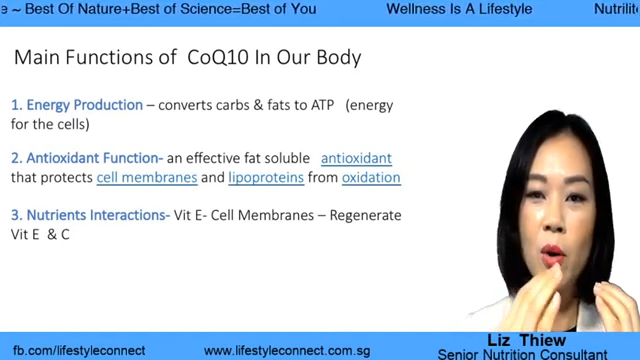 e ~ Best Of Nature+Best of Science=Best of You Wellness Is A Lifestyle Nutrilite
Main Functions of CoQ10 In Our Body
1. Energy Production – converts carbs & fats to ATP (energy
for the cells)
2. Antioxidant Function- an effective fat soluble antioxidant
that protects cell membranes and lipoproteins from oxidation
3. Nutrients Interactions- Vit E- Cell Membranes – Regenerate
Vit E & C
fb.com/lifestyleconnect www.lifestyleconnect.com.sg
Liz Thiew
Senior Nutrition Consultant